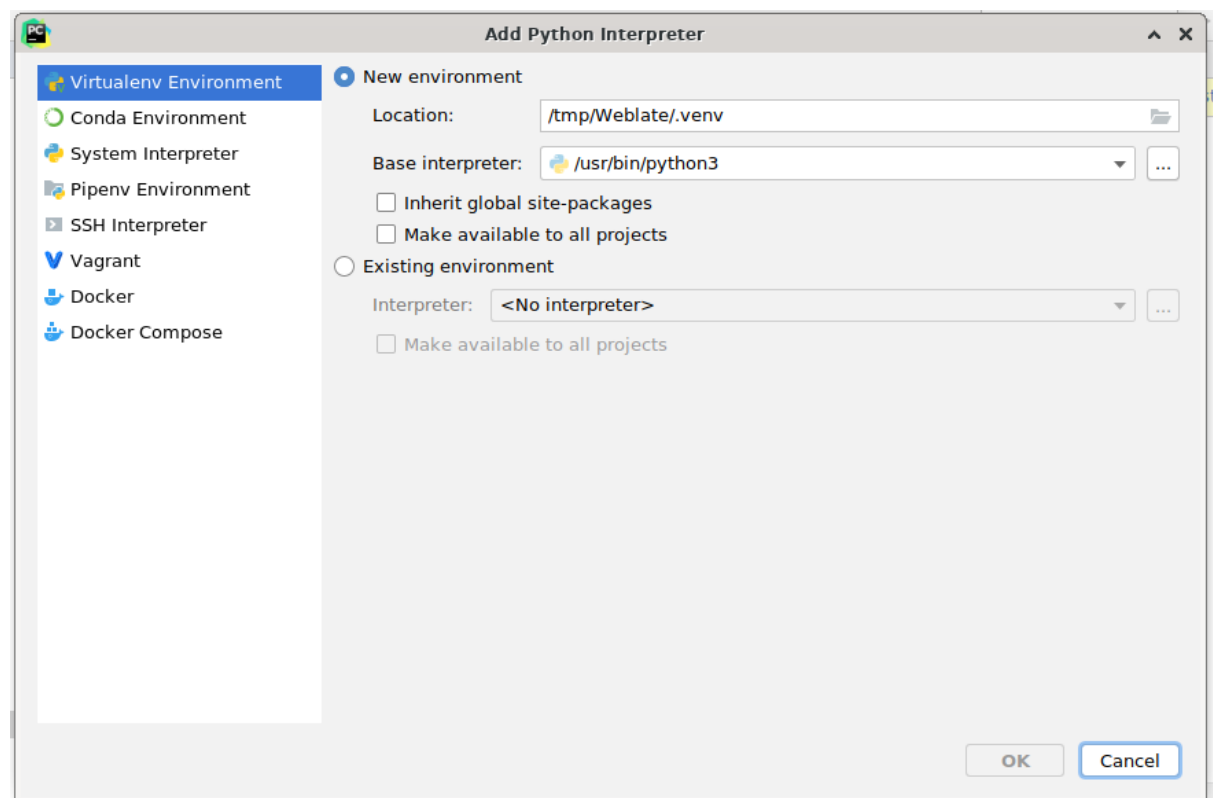 PC
Add Python Interpreter
Virtualenv Environment
Conda Environment
System Interpreter
Pipenv Environment
SSH Interpreter
Vagrant
Docker
Docker Compose
New environment
Location: /tmp/Weblate/.venv
Base interpreter: /usr/bin/python3 ...
Inherit global site-packages
Make available to all projects
Existing environment
Interpreter: <No interpreter> ...
Make available to all projects
OK Cancel